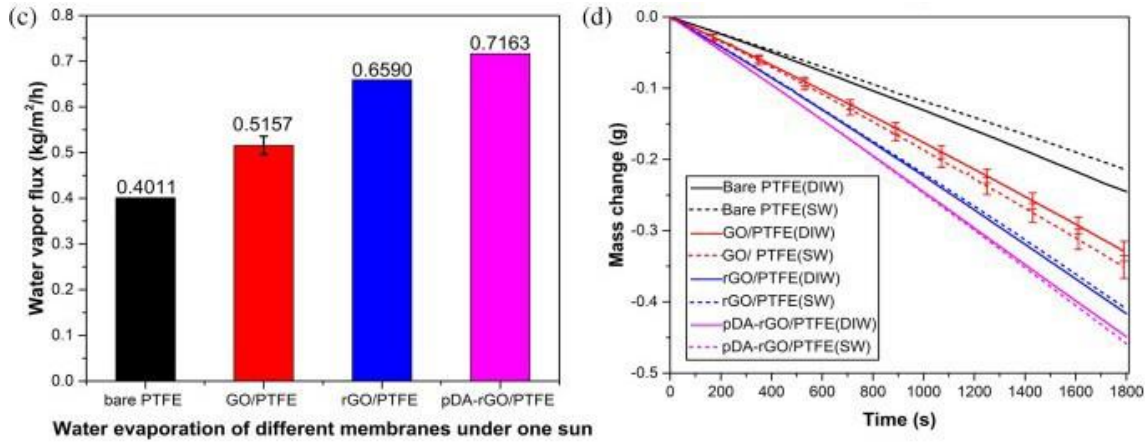 (c)
Water vapor flux (kg/m²/h)
0.8
0.7
0.6
0.5
0.4
0.3
0.2
0.1
0.0
0.4011
0.5157
0.6590
0.7163
bare PTFE
GO/PTFE
rGO/PTFE
pDA-rGO/PTFE
Water evaporation of different membranes under one sun
(d)
Mass change (g)
0.0
-0.1
-0.2
-0.3
-0.4
-0.5
Bare PTFE(DIW)
Bare PTFE(SW)
GO/PTFE(DIW)
GO/ PTFE(SW)
rGO/PTFE(DIW)
rGO/PTFE(SW)
pDA-rGO/PTFE(DIW)
pDA-rGO/PTFE(SW)
0 200 400 600 800 1000 1200 1400 1600 1800
Time (s)